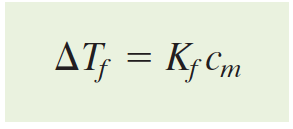 ΔT_f = K_f c_m